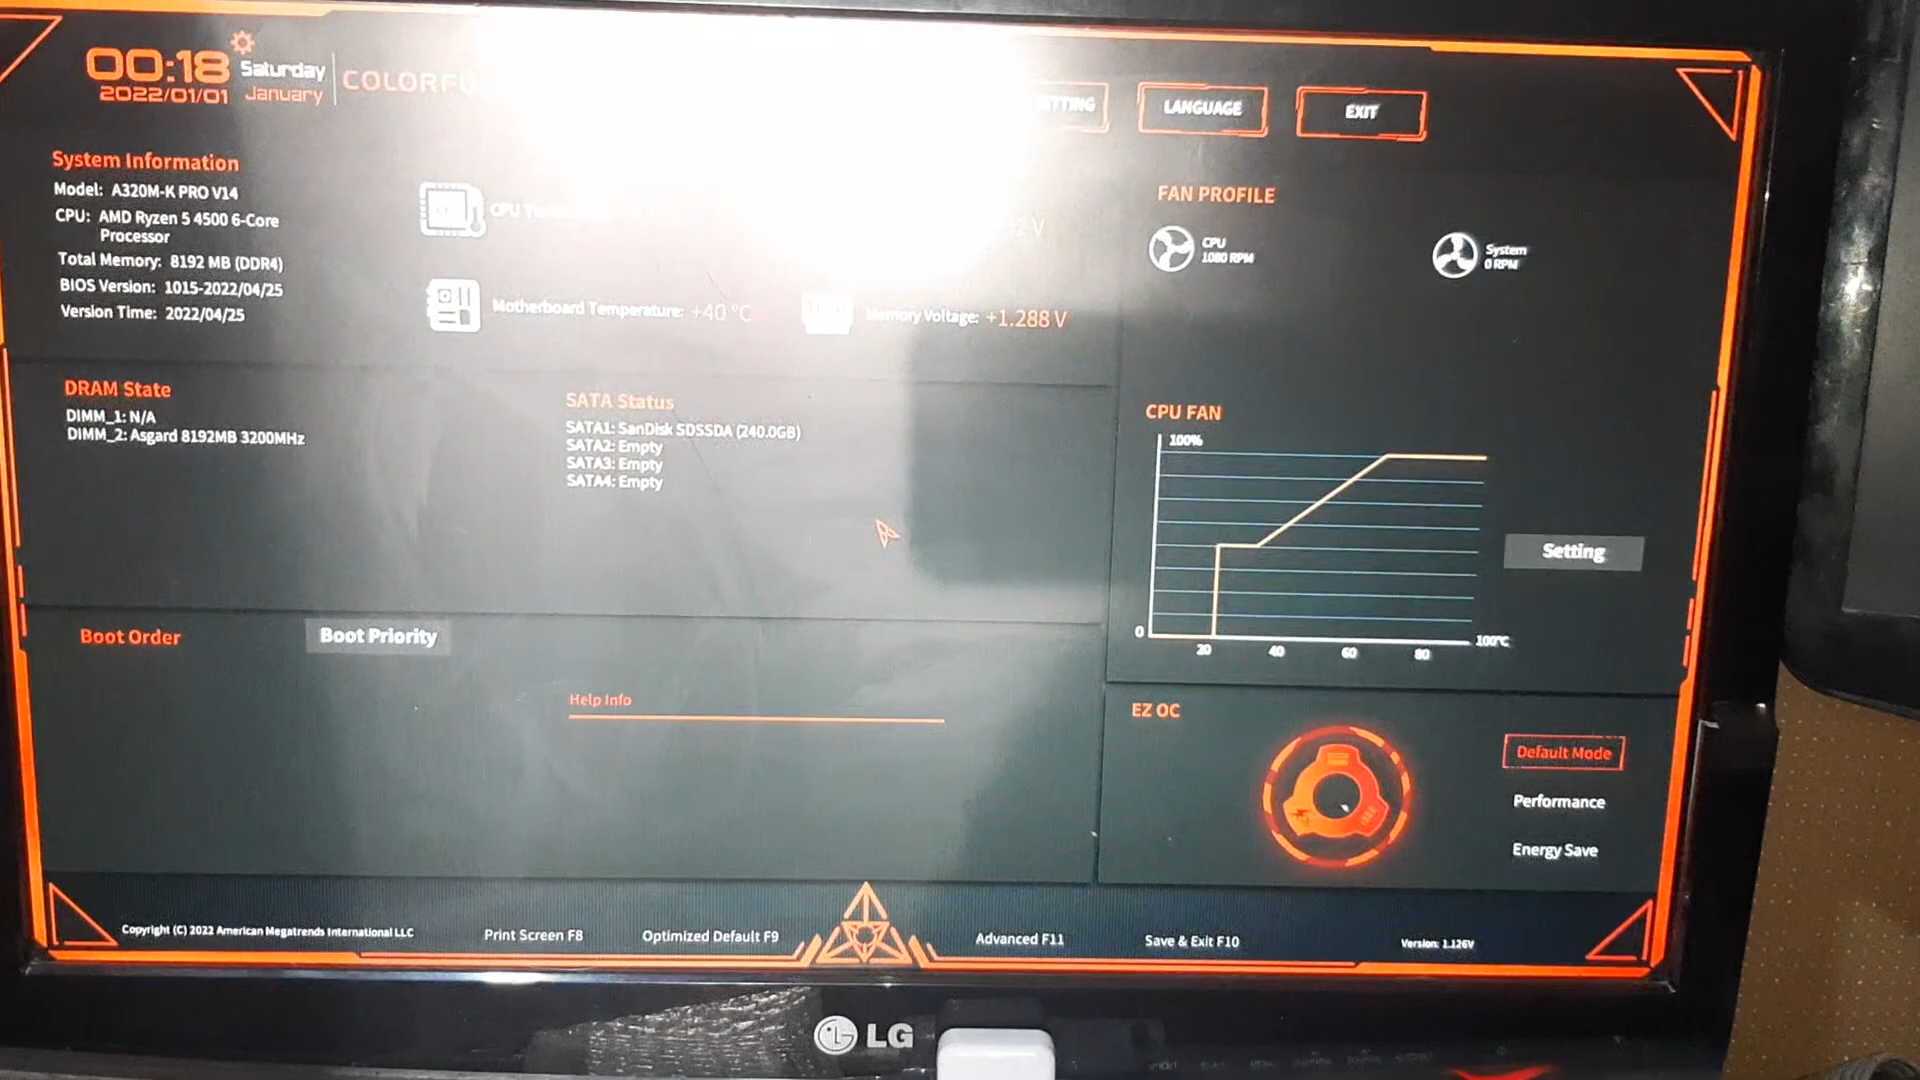 00:18
Saturday
2022/01/01
January
COLORFU
LANGUAGE
EXIT
System Information
Model: A320M-K PRO V14
CPU: AMD Ryzen 5 4500 6-Core
Processor
Total Memory: 8192 MB (DDR4)
BIOS Version: 1015-2022/04/25
Version Time: 2022/04/25
CPU
V
Motherboard Temperature: +40 °C
Memory Voltage: +1.288 V
FAN PROFILE
CPU
1080 RPM
System
0 RPM
DRAM State
DIMM_1: N/A
DIMM_2: Asgard 8192MB 3200MHz
SATA Status
SATA1: SanDisk SDSSDA (240.0GB)
SATA2: Empty
SATA3: Empty
SATA4: Empty
CPU FAN
100%
0
20
40
60
80
100℃
Setting
Boot Order
Boot Priority
Help Info
EZ OC
Default Mode
Performance
Energy Save
Copyright (C) 2022 American Megatrends International LLC
Print Screen F8
Optimized Default F9
Advanced F11
Save & Exit F10
Version: 1.126V
LG